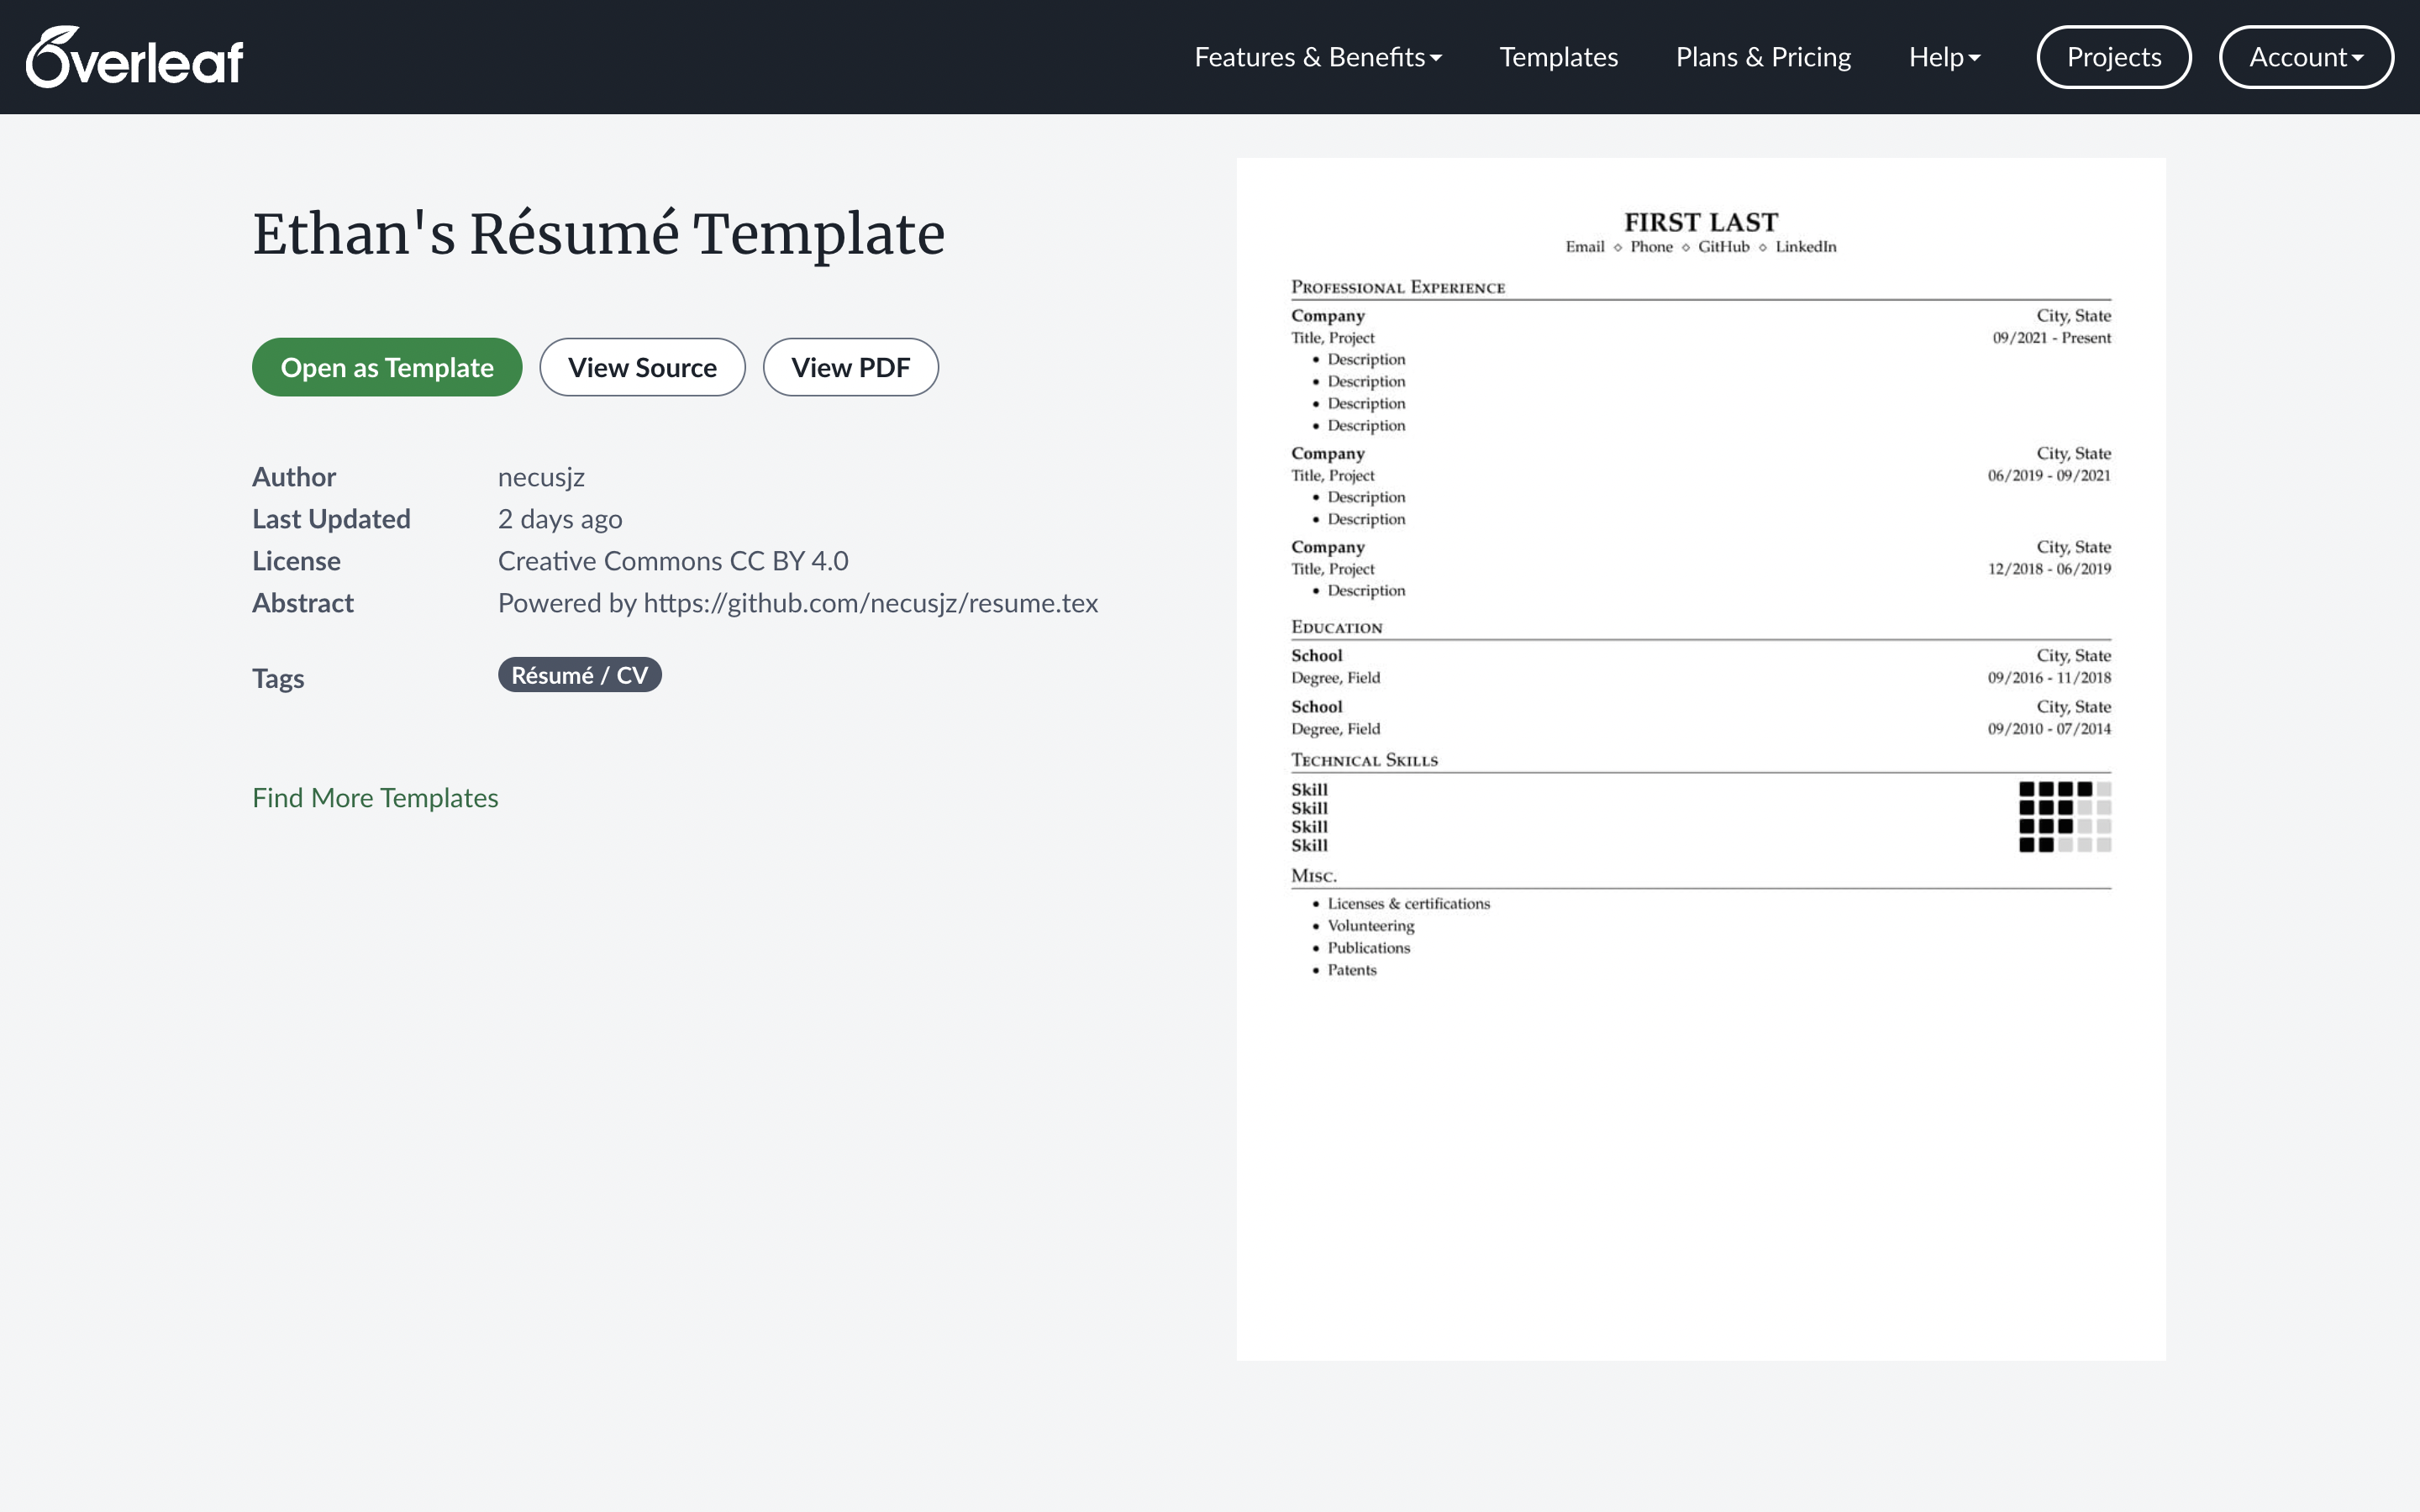 Overleaf
Features & Benefits
Templates
Plans & Pricing
Help
Projects
Account
Ethan's Résumé Template
Open as Template
View Source
View PDF
Author necusjz
Last Updated 2 days ago
License Creative Commons CC BY 4.0
Abstract Powered by https://github.com/necusjz/resume.tex
Tags Résumé / CV
Find More Templates
FIRST LAST
Email ⋄ Phone ⋄ GitHub ⋄ LinkedIn
Professional Experience
Company City, State
Title, Project 09/2021 - Present
• Description
• Description
• Description
• Description
Company City, State
Title, Project 06/2019 - 09/2021
• Description
• Description
Company City, State
Title, Project 12/2018 - 06/2019
• Description
Education
School City, State
Degree, Field 09/2016 - 11/2018
School City, State
Degree, Field 09/2010 - 07/2014
Technical Skills
Skill
Skill
Skill
Skill
Misc.
• Licenses & certifications
• Volunteering
• Publications
• Patents